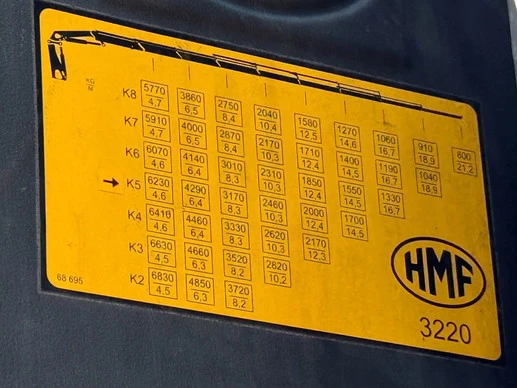 KG
M
K8 5770 3860 2750 2040 1580 1270 1060 910 800
4,7 6,5 8,4 10,4 12,5 14,6 16,7 18,9 21,2
K7 5910 4000 2870 2170 1710 1400 1190 1040
4,7 6,5 8,4 10,3 12,4 14,5 16,7 18,9
K6 6070 4140 3010 2310 1850 1550 1330
4,6 6,4 8,3 10,3 12,4 14,5 16,7
→ K5 6230 4290 3170 2460 2000 1700
4,6 6,4 8,3 10,3 12,4 14,5
K4 6410 4460 3330 2620 2170
4,6 6,4 8,3 10,3 12,3
K3 6630 4660 3520 2820
4,5 6,3 8,2 10,2
K2 6830 4850 3720
4,5 6,3 8,2
68 695
HMF
3220